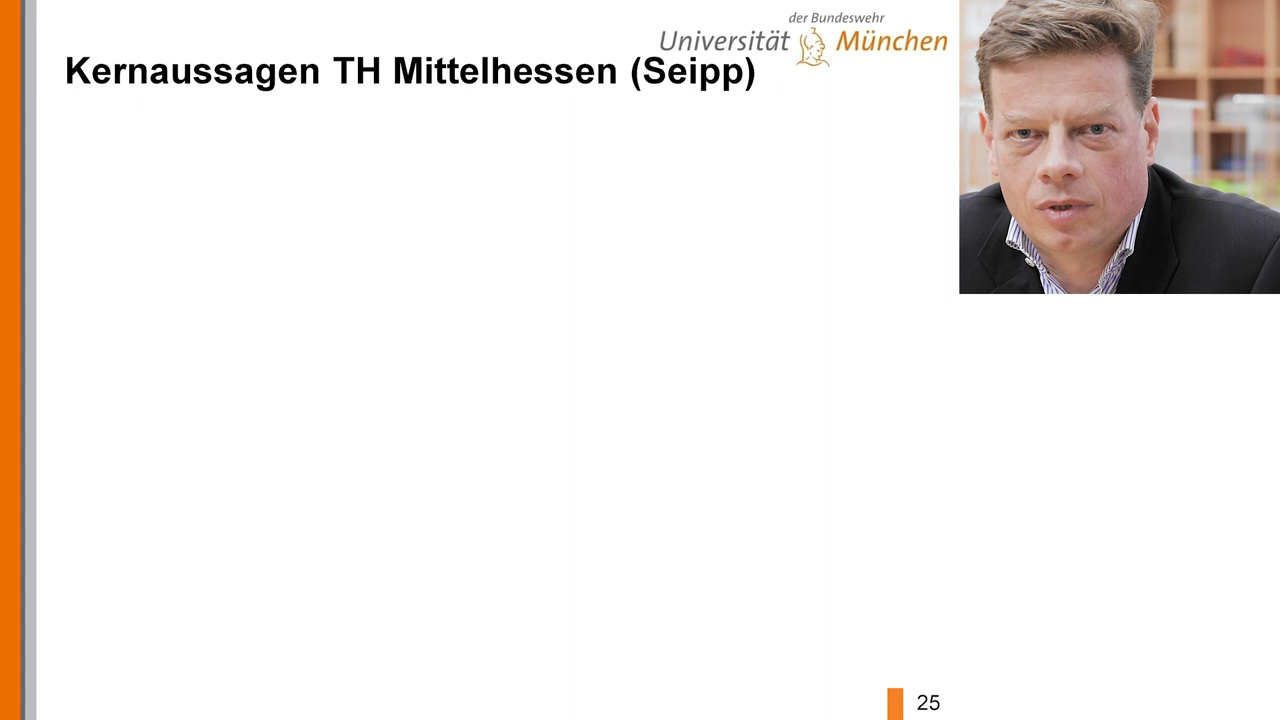 der Bundeswehr
Universität München
Kernaussagen TH Mittelhessen (Seipp)
25